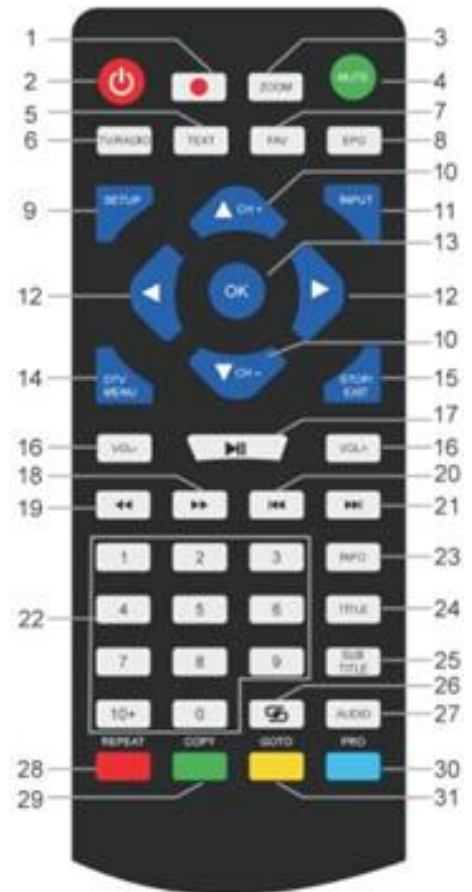 1 3
2 MUTE 4
ZOOM
5 7
6 TV/RADIO TEXT FAV EPG 8
10
9 SETUP CH+ INPUT 11
13
12 OK 12
10
14 DTV MENU CH- STOP/ EXIT 15
17
16 VOL- VOL+ 16
18 20
19 21
1 2 3 INFO 23
22 4 5 6 TITLE 24
7 8 9 SUB TITLE 25
26
10+ 0 AUDIO 27
REPEAT COPY GOTO PRO
28 30
29 31